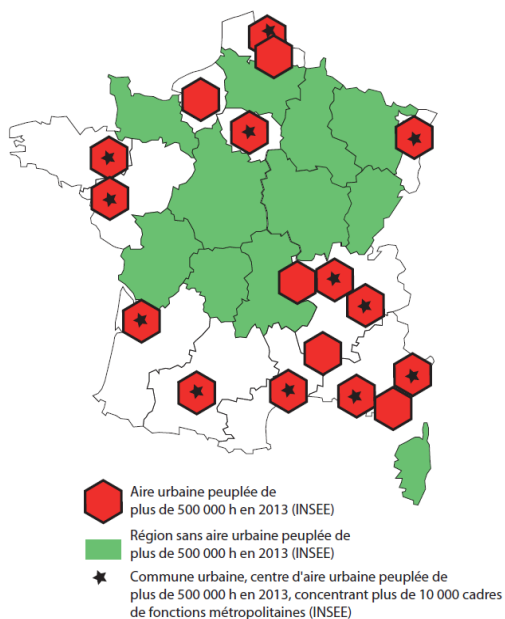 Aire urbaine peuplée de
plus de 500 000 h en 2013 (INSEE)
Région sans aire urbaine peuplée de
plus de 500 000 h en 2013 (INSEE)
Commune urbaine, centre d'aire urbaine peuplée de
plus de 500 000 h en 2013, concentrant plus de 10 000 cadres
de fonctions métropolitaines (INSEE)